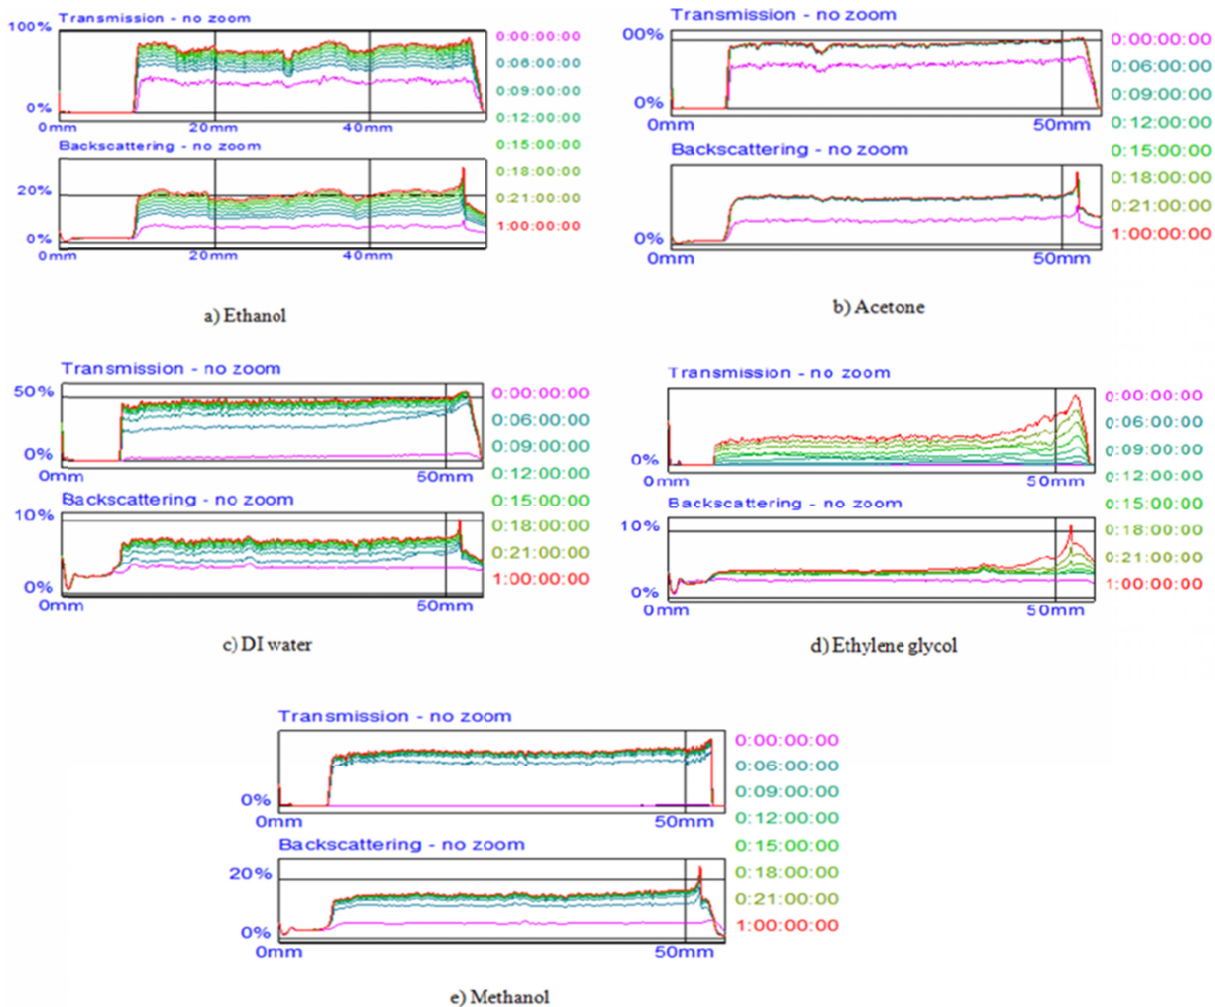 Transmission - no zoom
100%
0%
0mm 20mm 40mm
Backscattering - no zoom
20%
0%
0mm 20mm 40mm
0:00:00:00
0:06:00:00
0:09:00:00
0:12:00:00
0:15:00:00
0:18:00:00
0:21:00:00
1:00:00:00
a) Ethanol
Transmission - no zoom
00%
0%
0mm 50mm
Backscattering - no zoom
0%
0mm 50mm
0:00:00:00
0:06:00:00
0:09:00:00
0:12:00:00
0:15:00:00
0:18:00:00
0:21:00:00
1:00:00:00
b) Acetone
Transmission - no zoom
50%
0%
0mm 50mm
Backscattering - no zoom
10%
0%
0mm 50mm
0:00:00:00
0:06:00:00
0:09:00:00
0:12:00:00
0:15:00:00
0:18:00:00
0:21:00:00
1:00:00:00
c) DI water
Transmission - no zoom
0%
0mm 50mm
Backscattering - no zoom
10%
0%
0mm 50mm
0:00:00:00
0:06:00:00
0:09:00:00
0:12:00:00
0:15:00:00
0:18:00:00
0:21:00:00
1:00:00:00
d) Ethylene glycol
Transmission - no zoom
0%
0mm 50mm
Backscattering - no zoom
20%
0%
0mm 50mm
0:00:00:00
0:06:00:00
0:09:00:00
0:12:00:00
0:15:00:00
0:18:00:00
0:21:00:00
1:00:00:00
e) Methanol